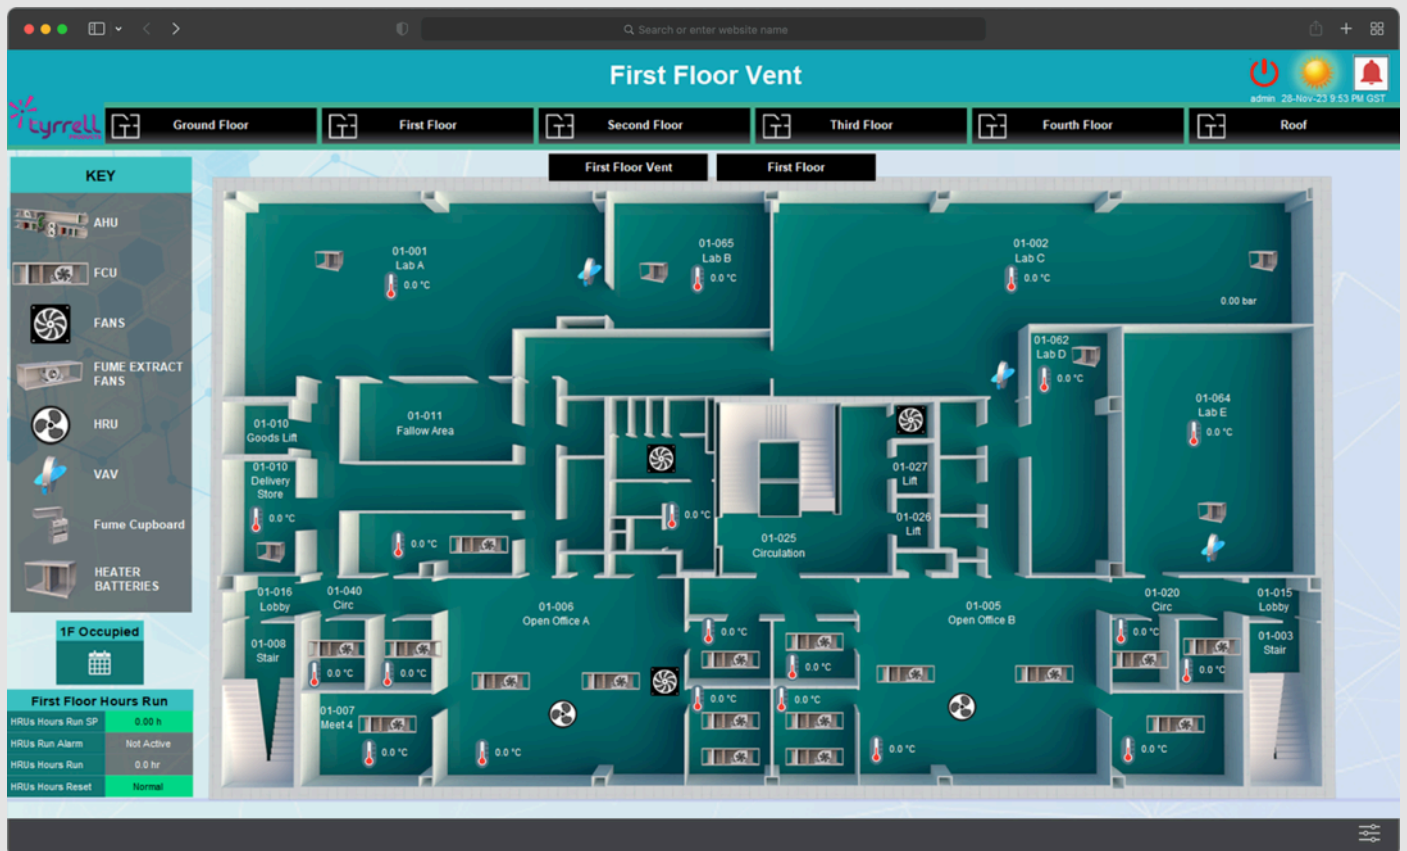 Search or enter website name
First Floor Vent
admin 28-Nov-23 9:53 PM GST
tyrrell
PRODUCTS
Ground Floor
First Floor
Second Floor
Third Floor
Fourth Floor
Roof
First Floor Vent
First Floor
KEY
AHU
FCU
FANS
FUME EXTRACT
FANS
HRU
VAV
Fume Cupboard
HEATER
BATTERIES
1F Occupied
First Floor Hours Run
HRUs Hours Run SP 0.00 h
HRUs Run Alarm Not Active
HRUs Hours Run 0.0 hr
HRUs Hours Reset Normal
01-001
Lab A
0.0 °C
01-065
Lab B
0.0 °C
01-002
Lab C
0.0 °C
0.00 bar
01-062
Lab D
0.0 °C
01-064
Lab E
0.0 °C
01-010
Goods Lift
01-011
Fallow Area
01-010
Delivery
Store
0.0 °C
0.0 °C
0.0 °C
01-027
Lift
01-026
Lift
01-025
Circulation
01-016
Lobby
01-040
Circ
01-006
Open Office A
01-005
Open Office B
01-020
Circ
01-015
Lobby
01-008
Stair
01-003
Stair
0.0 °C
0.0 °C
0.0 °C
0.0 °C
0.0 °C
0.0 °C
0.0 °C
0.0 °C
01-007
Meet 4
0.0 °C
0.0 °C
0.0 °C
0.0 °C